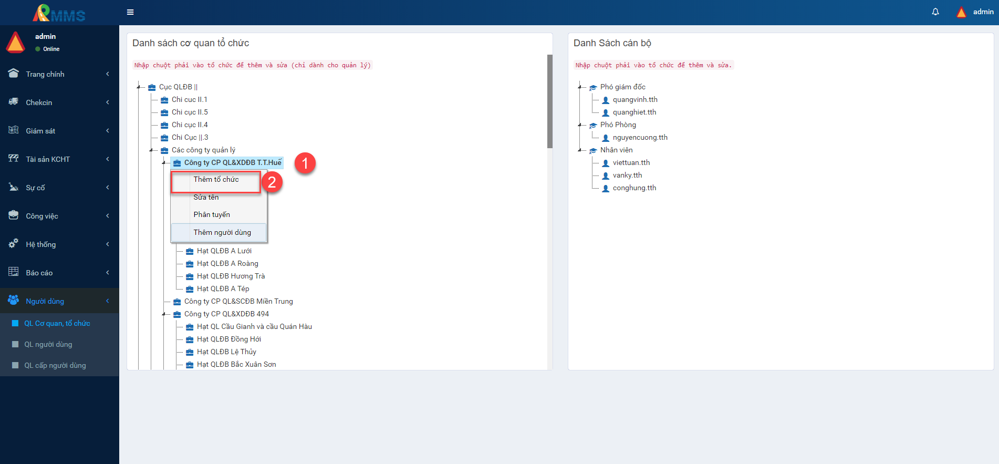 RMMS
admin
admin
Online
Trang chính
Chekcin
Giám sát
Tài sản KCHT
Sự cố
Công việc
Hệ thống
Báo cáo
Người dùng
QL Cơ quan, tổ chức
QL người dùng
QL cấp người dùng
Danh sách cơ quan tổ chức
Nhập chuột phải vào tổ chức để thêm và sửa (chỉ dành cho quản lý)
Cục QLĐB ||
Chi cuc II.1
Chi cục II.5
Chi cục II.4
Chi Cục ||.3
Các công ty quản lý
Công ty CP QL&XDĐB T.T.Huế
1
Thêm tổ chức
2
Sửa tên
Phân tuyến
Thêm người dùng
Hạt QLĐB A Lưới
Hạt QLĐB A Roàng
Hạt QLĐB Hương Trà
Hạt QLĐB A Tép
Công ty CP QL&SCĐB Miền Trung
Công ty CP QL&XDĐB 494
Hạt QL Cầu Gianh và cầu Quán Hàu
Hạt QLĐB Đồng Hới
Hạt QLĐB Lệ Thủy
Hạt QLĐB Bắc Xuân Sơn
Danh Sách cán bộ
Nhập chuột phải vào tổ chức để thêm và sửa.
Phó giám đốc
quangvinh.tth
quanghiet.tth
Phó Phòng
nguyencuong.tth
Nhân viên
viettuan.tth
vanky.tth
conghung.tth